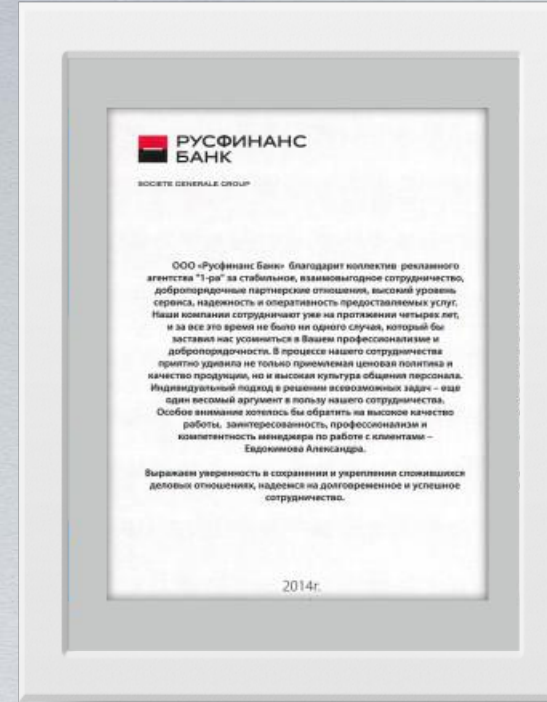 РУСФИНАНС
БАНК
SOCIETE GENERALE GROUP
ООО «Русфинанс Банк» благодарит коллектив рекламного
агентства "1-ра" за стабильное, взаимовыгодное сотрудничество,
добропорядочные партнерские отношения, высокий уровень
сервиса, надежность и оперативность предоставляемых услуг.
Наши компании сотрудничают уже на протяжении четырех лет,
и за все это время не было ни одного случая, который бы
заставил нас усомниться в Вашем профессионализме и
добропорядочности. В процессе нашего сотрудничества
приятно удивила не только приемлемая ценовая политика и
качество продукции, но и высокая культура общения персонала.
Индивидуальный подход в решении всевозможных задач – еще
один весомый аргумент в пользу нашего сотрудничества.
Особое внимание хотелось бы обратить на высокое качество
работы, заинтересованность, профессионализм и
компетентность менеджера по работе с клиентами –
Евдокимова Александра.
Выражаем уверенность в сохранении и укреплении сложившихся
деловых отношениях, надеемся на долговременное и успешное
сотрудничество.
2014г.